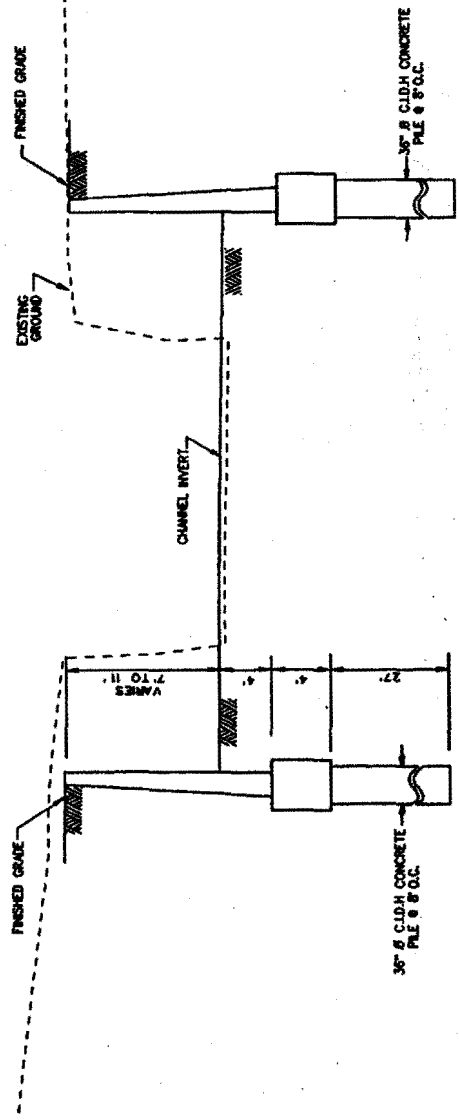 FINISHED GRADE
EXISTING
GROUND
FINISHED GRADE
CHANNEL INVERT
VARIES
7' TO 11'
4'
4'
27'
36" Ø C.I.D.H CONCRETE
PILE @ 8' O.C.
36" Ø C.I.D.H CONCRETE
PILE @ 8' O.C.